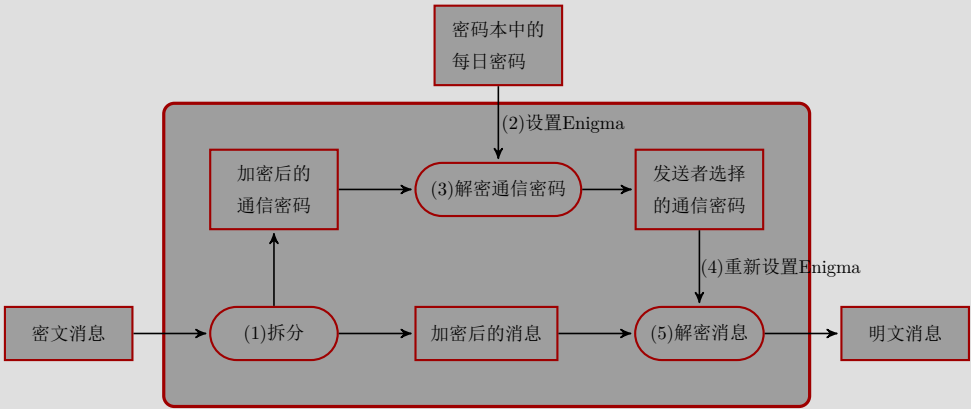 密码本中的
每日密码
(2)设置Enigma
加密后的
通信密码
(3)解密通信密码
发送者选择
的通信密码
(4)重新设置Enigma
密文消息
(1)拆分
加密后的消息
(5)解密消息
明文消息